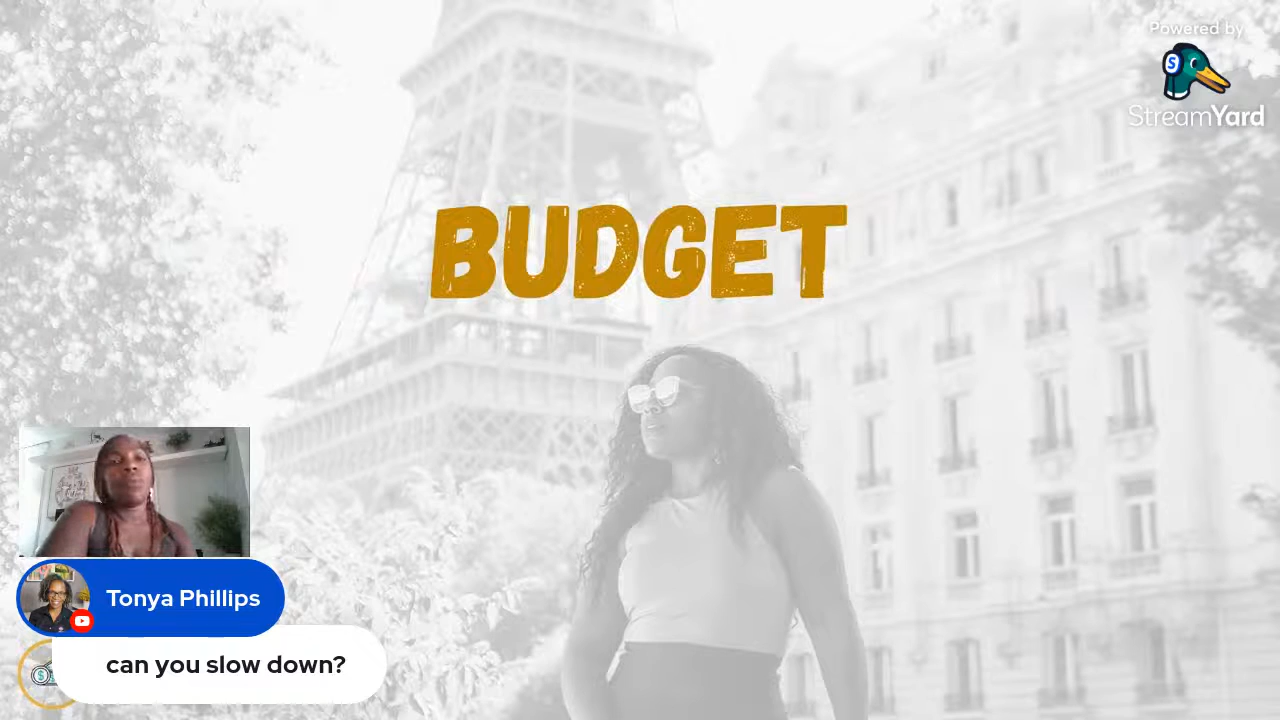 Powered by
S
StreamYard
BUDGET
Tonya Phillips
can you slow down?